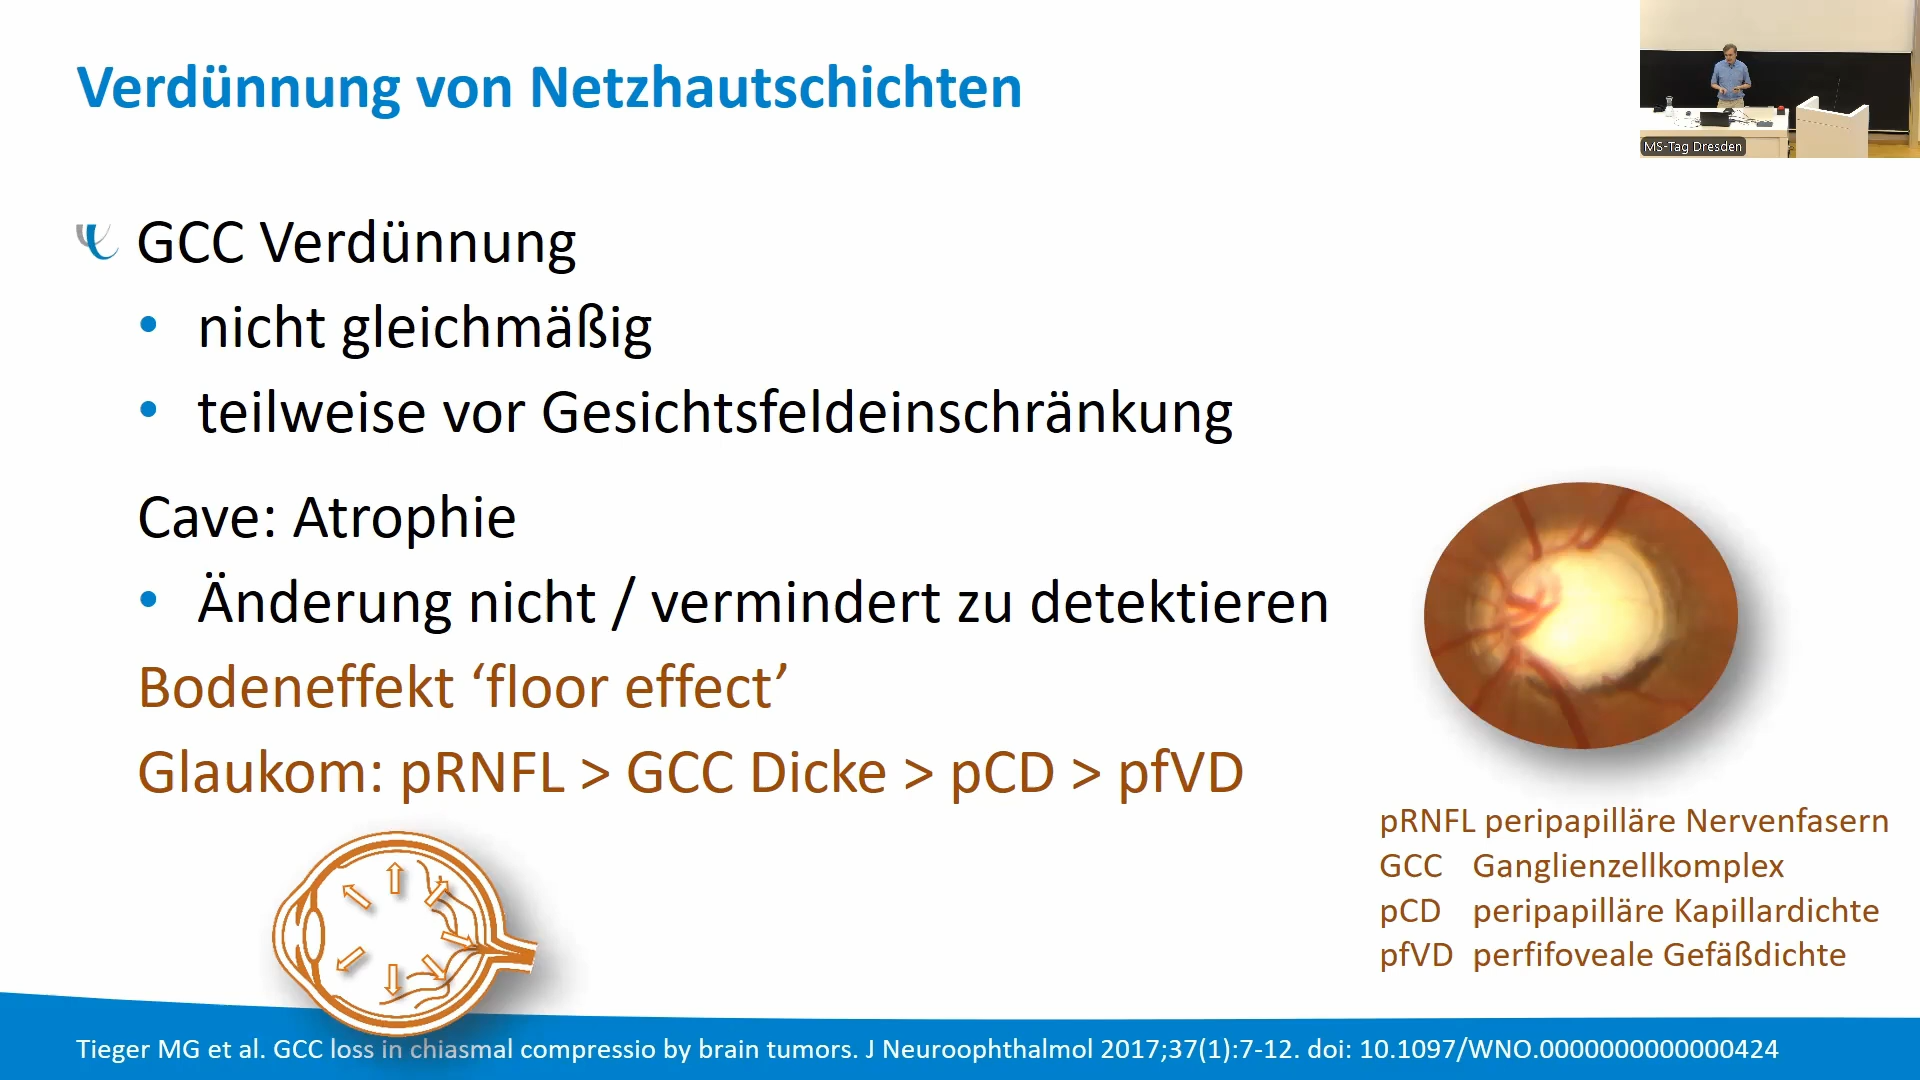 Verdünnung von Netzhautschichten
MS-Tag Dresden
GCC Verdünnung
• nicht gleichmäßig
• teilweise vor Gesichtsfeldeinschränkung
Cave: Atrophie
• Änderung nicht / vermindert zu detektieren
Bodeneffekt ‘floor effect’
Glaukom: pRNFL > GCC Dicke > pCD > pfVD
pRNFL peripapilläre Nervenfasern
GCC Ganglienzellkomplex
pCD peripapilläre Kapillardichte
pfVD perfifoveale Gefäßdichte
Tieger MG et al. GCC loss in chiasmal compressio by brain tumors. J Neuroophthalmol 2017;37(1):7-12. doi: 10.1097/WNO.0000000000000424